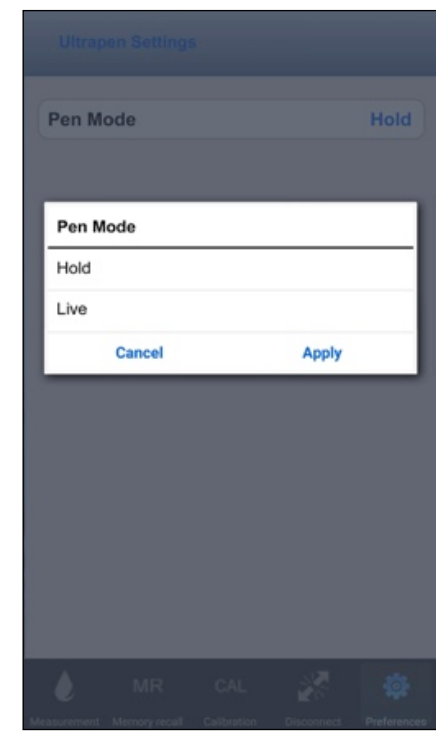 Ultrapen Settings
Pen Mode Hold
Pen Mode
Hold
Live
Cancel Apply
MR CAL
Measurement Memory recall Calibration Disconnect Preferences